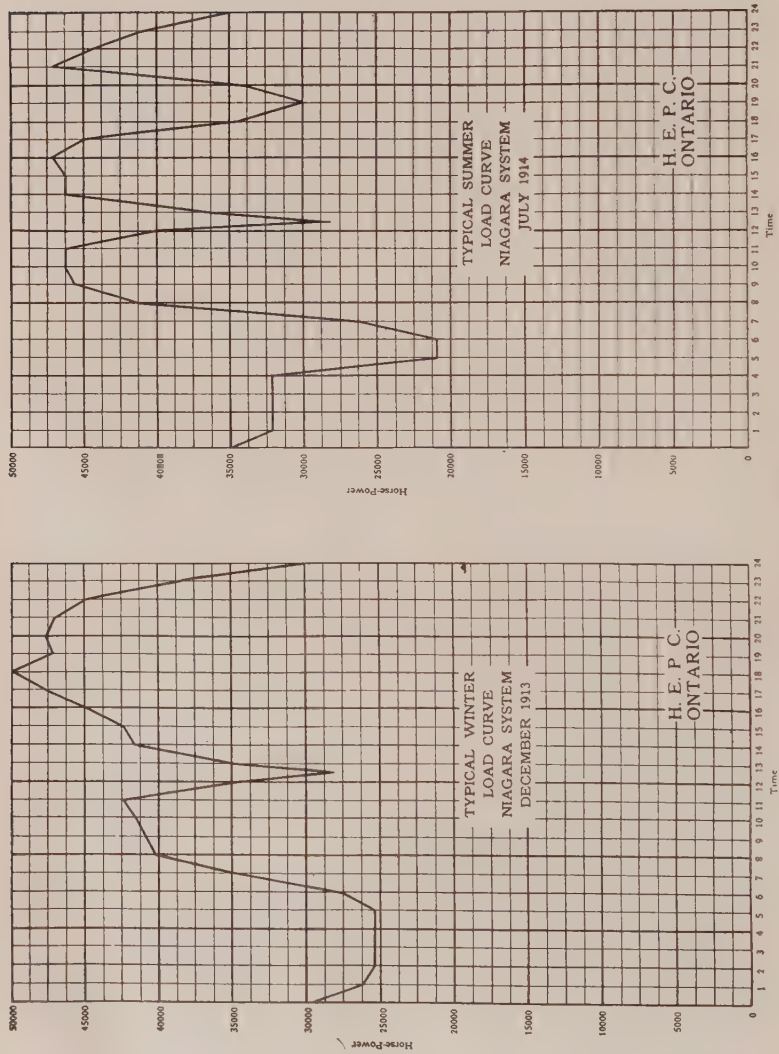 50000
45000
40808
35000
30000
25000
20000
15000
10000
5000
0
Horse-Power
1 2 3 4 5 6 7 8 9 10 11 12 13 14 15 16 17 18 19 20 21 22 23 24
Time
TYPICAL SUMMER
LOAD CURVE
NIAGARA SYSTEM
JULY 1914
H. E. P. C.
ONTARIO
50000
45000
40000
35000
30000
25000
20000
15000
10000
5000
0
Horse-Power
1 2 3 4 5 6 7 8 9 10 11 12 13 14 15 16 17 18 19 20 21 22 23 24
Time
TYPICAL WINTER
LOAD CURVE
NIAGARA SYSTEM
DECEMBER 1913
H. E. P. C.
ONTARIO